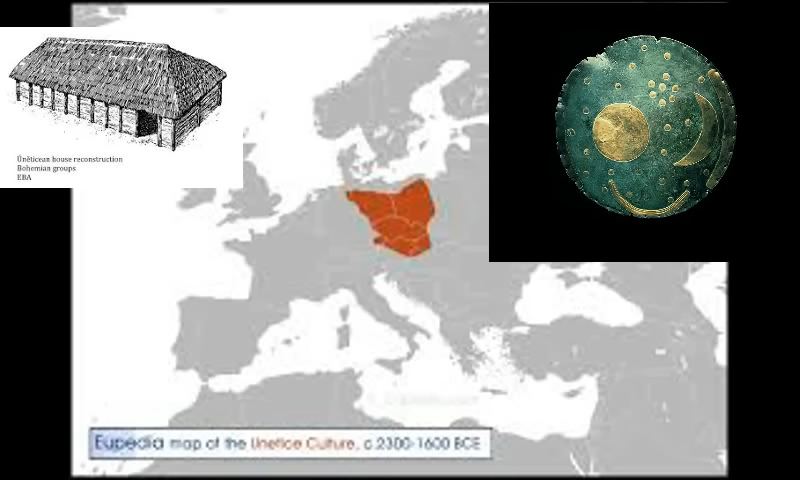 Úněticean house reconstruction
Bohemian groups
EBA
Eupedia map of the Unetice Culture, c.2300-1600 BCE